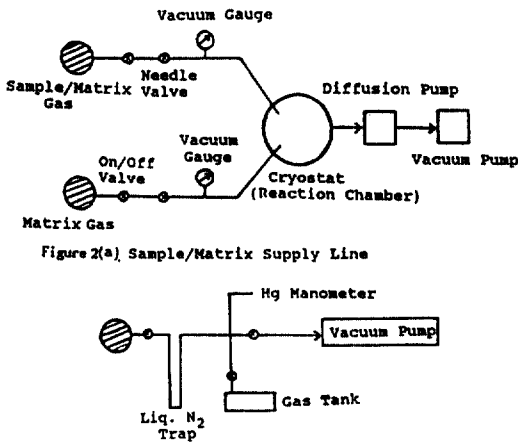 Vacuum Gauge
Needle
Valve
Sample/Matrix
Gas
Diffusion Pump
Vacuum
Gauge
On/Off
Valve
Vacuum Pump
Cryostat
(Reaction Chamber)
Matrix Gas
Figure 2(a) Sample/Matrix Supply Line
Hg Manometer
Vacuum Pump
Gas Tank
Liq. N2
Trap